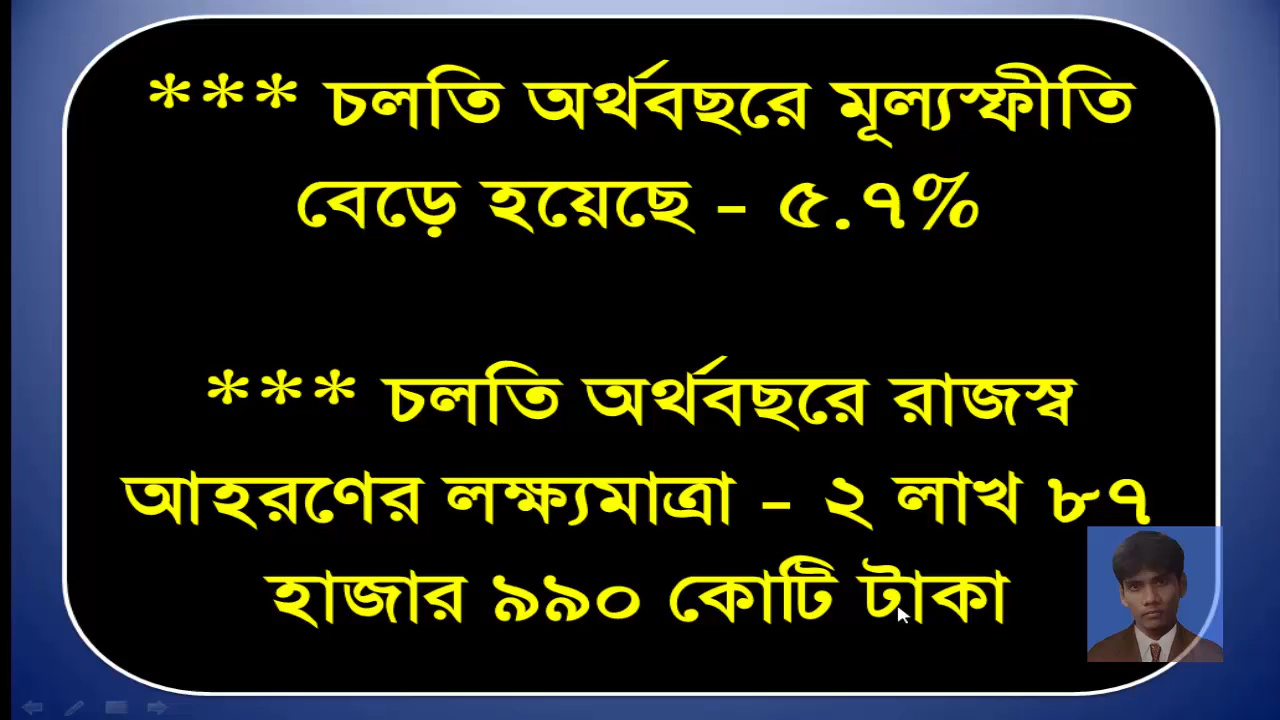 *** চলতি অর্থবছরে মূল্যস্ফীতি
বেড়ে হয়েছে – ৫.৭%
*** চলতি অর্থবছরে রাজস্ব
আহরণের লক্ষ্যমাত্রা – ২ লাখ ৮৭
হাজার ৯৯০ কোটি টাকা